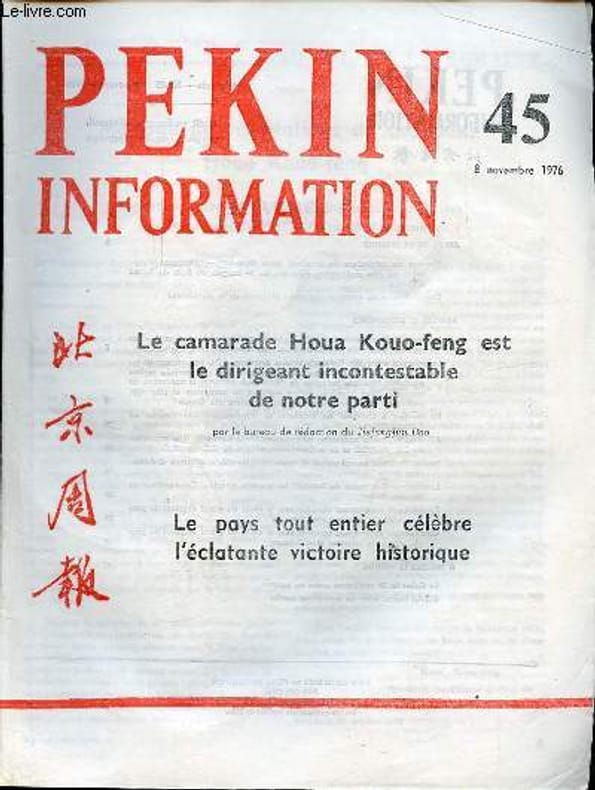 Le-livre.com
PEKIN
INFORMATION
45
8 novembre 1976
北京周報
Le camarade Houa Kouo-feng est
le dirigeant incontestable
de notre parti
par le bureau de rédaction du Jiefangjun Bao
Le pays tout entier célèbre
l'éclatante victoire historique